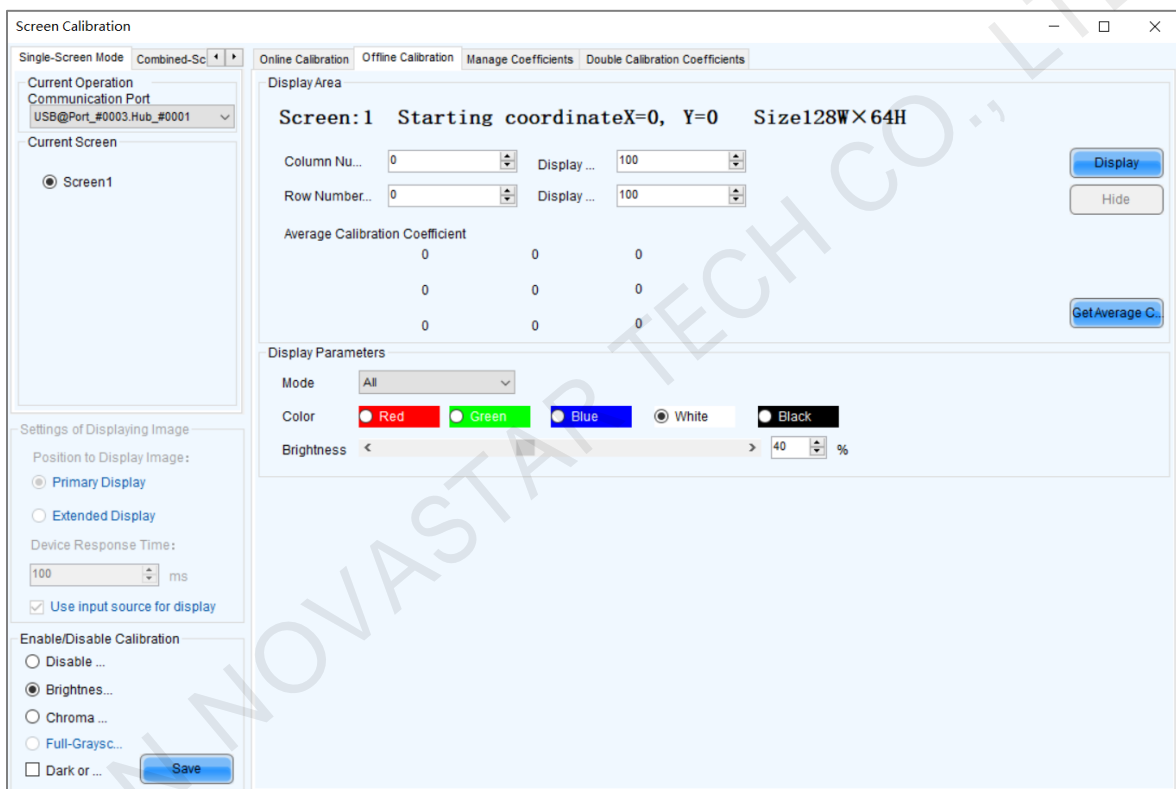 Screen Calibration
Single-Screen Mode Combined-Sc
Online Calibration Offline Calibration Manage Coefficients Double Calibration Coefficients
Current Operation
Communication Port
USB@Port_#0003.Hub_#0001
Current Screen
Screen1
Settings of Displaying Image
Position to Display Image:
Primary Display
Extended Display
Device Response Time:
100 ms
Use input source for display
Enable/Disable Calibration
Disable ...
Brightnes...
Chroma ...
Full-Graysc...
Dark or ...
Save
Display Area
Screen:1 Starting coordinateX=0, Y=0 Size128W×64H
Column Nu... 0 Display ... 100
Row Number... 0 Display ... 100
Display
Hide
Average Calibration Coefficient
0 0 0
0 0 0
0 0 0
Get Average C...
Display Parameters
Mode All
Color Red Green Blue White Black
Brightness 40 %
N NOVASTAR TECH CO., LT